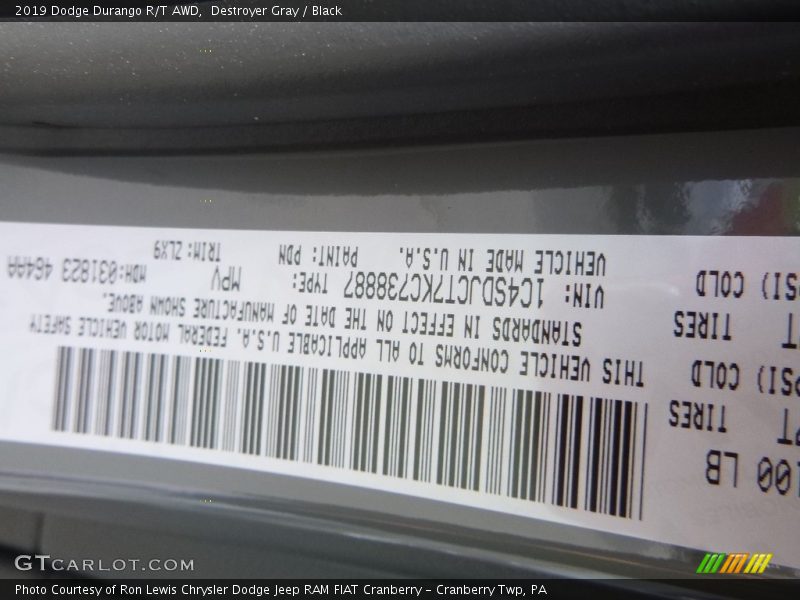 2019 Dodge Durango R/T AWD, Destroyer Gray / Black
100 LB
TIRES
COLD
TIRES
COLD
THIS VEHICLE CONFORMS TO ALL APPLICABLE U.S.A. FEDERAL MOTOR VEHICLE SAFETY
STANDARDS IN EFFECT ON THE DATE OF MANUFACTURE SHOWN ABOVE.
VIN: 1C4SDJCT7KC738887 TYPE: MPV MDH:031823 464AA
VEHICLE MADE IN U.S.A. PAINT: PDN TRIM: ZLX9
GTCARLOT.COM
Photo Courtesy of Ron Lewis Chrysler Dodge Jeep RAM FIAT Cranberry - Cranberry Twp, PA